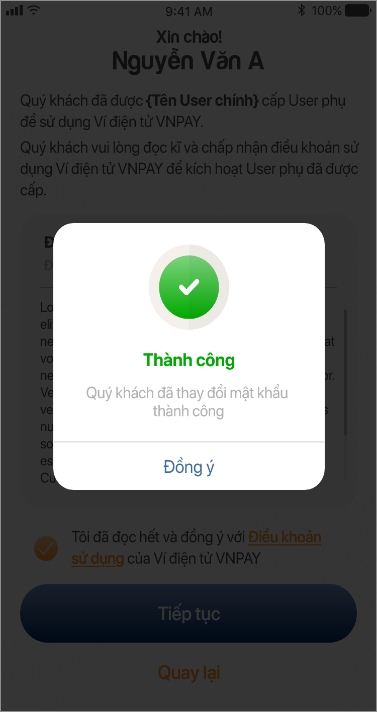 9:41 AM
100%
Xin chào!
Nguyễn Văn A
Quý khách đã được {Tên User chính} cấp User phụ
để sử dụng Ví điện tử VNPAY.
Quý khách vui lòng đọc kĩ và chấp nhận điều khoản sử
dụng Ví điện tử VNPAY để kích hoạt User phụ đã được
cấp.
Thành công
Quý khách đã thay đổi mật khẩu
thành công
Đồng ý
Tôi đã đọc hết và đồng ý với Điều khoản
sử dụng của Ví điện tử VNPAY
Tiếp tục
Quay lại